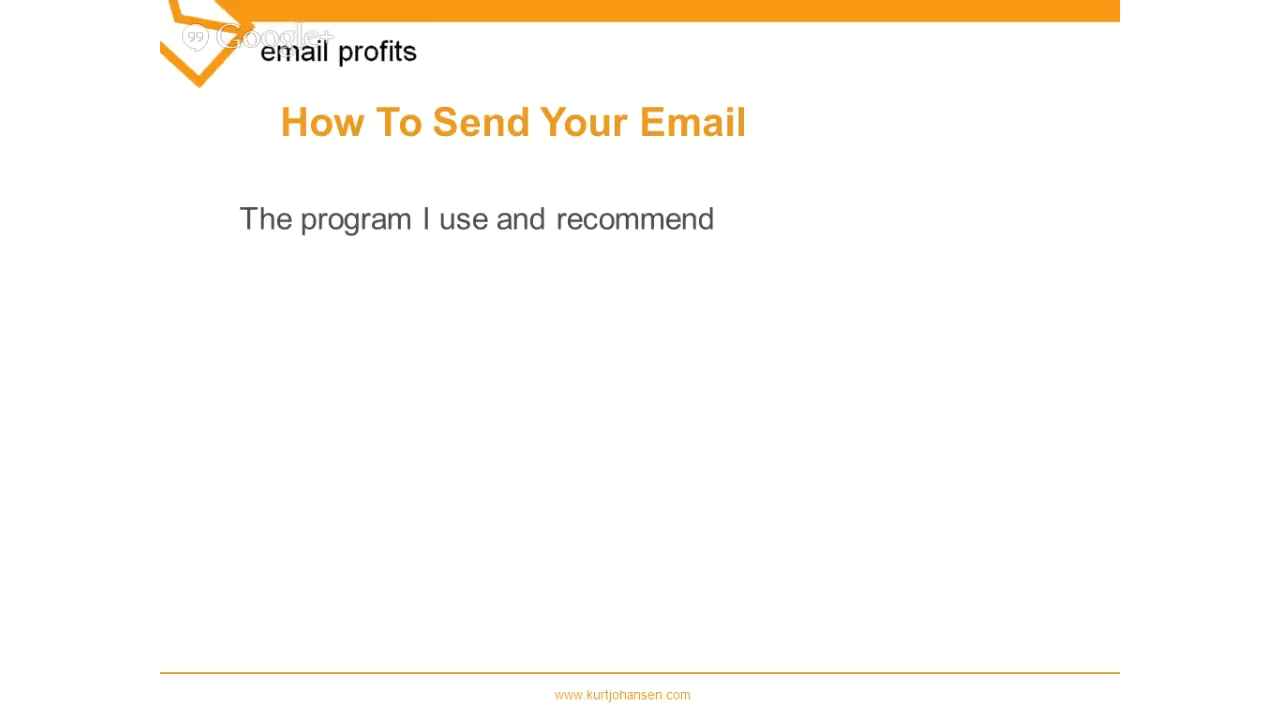 Google+
email profits
How To Send Your Email
The program I use and recommend
www.kurtjohansen.com